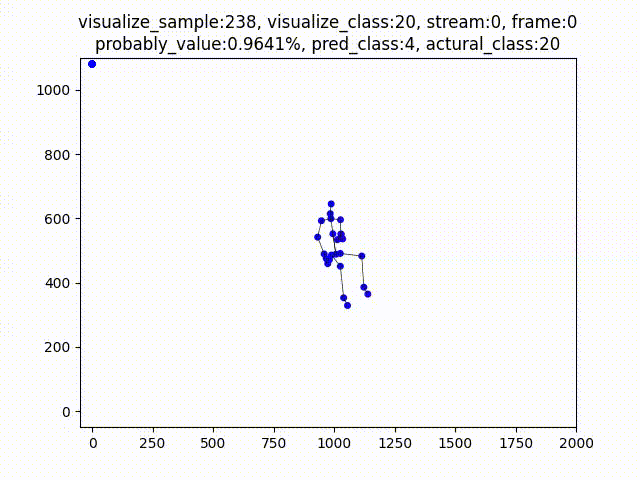 visualize_sample:238, visualize_class:20, stream:0, frame:0
probably_value:0.9641%, pred_class:4, actural_class:20
1000
800
600
400
200
0
0 250 500 750 1000 1250 1500 1750 2000